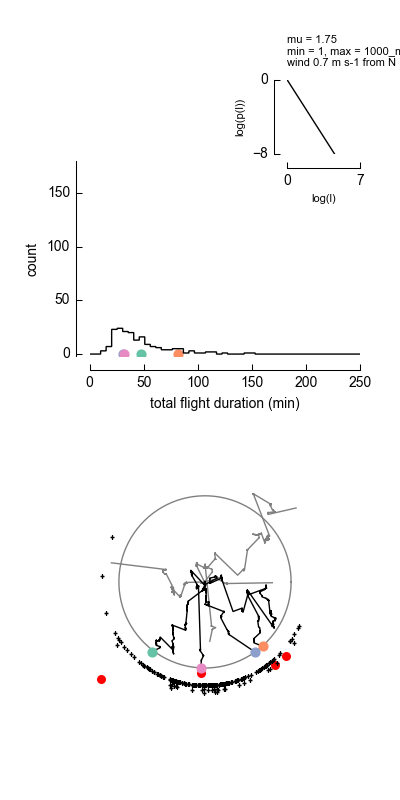 mu = 1.75
min = 1, max = 1000_m
wind 0.7 m s-1 from N
0
log(p(l))
−8
0 7
log(l)
150
100
count
50
0
0 50 100 150 200 250
total flight duration (min)